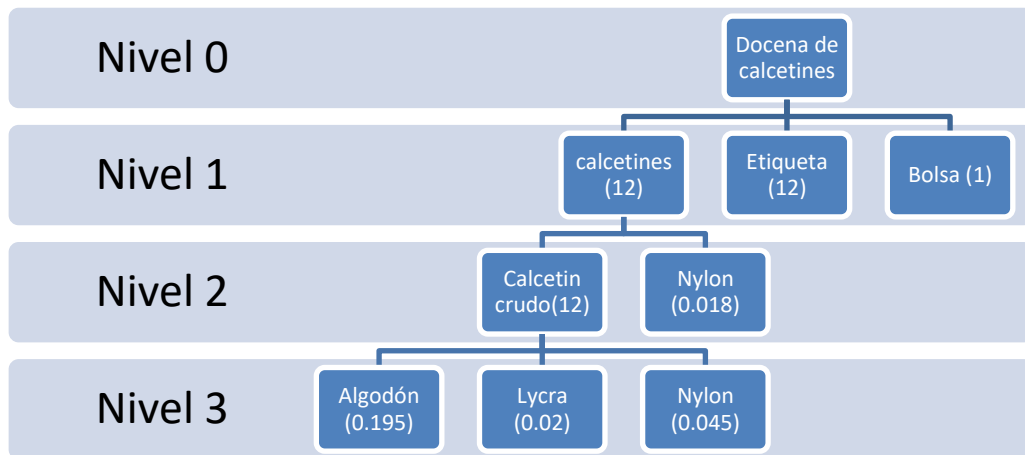 Nivel 0
Docena de
calcetines
Nivel 1
calcetines
(12)
Etiqueta
(12)
Bolsa (1)
Nivel 2
Calcetin
crudo(12)
Nylon
(0.018)
Nivel 3
Algodón
(0.195)
Lycra
(0.02)
Nylon
(0.045)